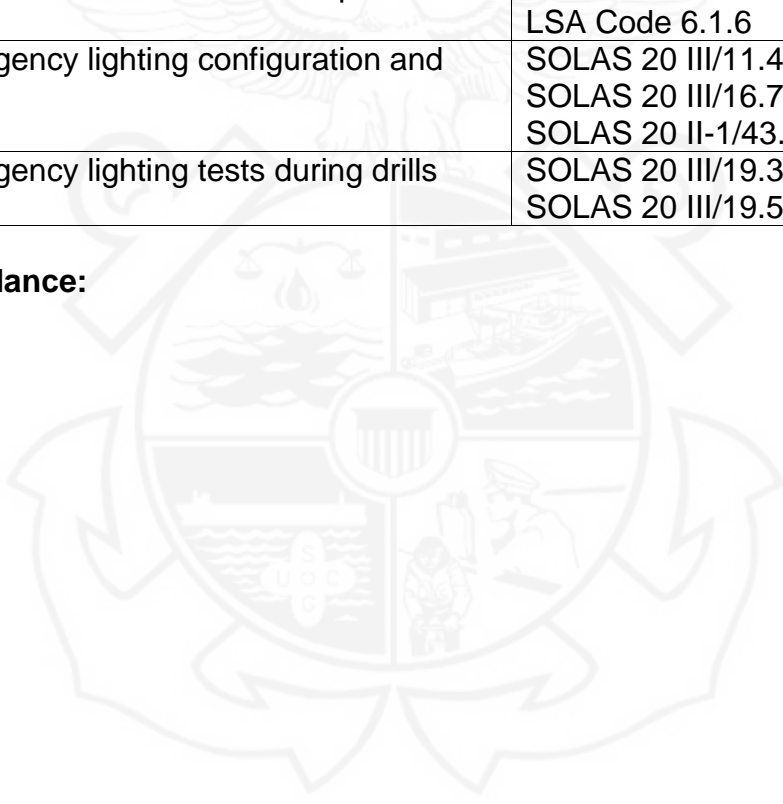 LSA Code 6.1.6
gency lighting configuration and
SOLAS 20 III/11.4
SOLAS 20 III/16.7
SOLAS 20 II-1/43.
gency lighting tests during drills
SOLAS 20 III/19.3
SOLAS 20 III/19.5
lance: